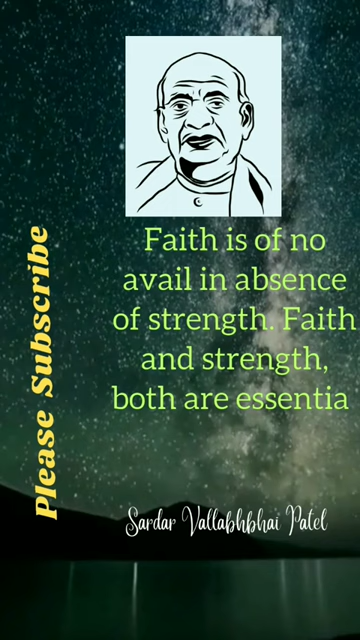 Faith is of no
avail in absence
of strength. Faith
and strength,
both are essentia
Sardar Vallabhbhai Patel
Please Subscribe